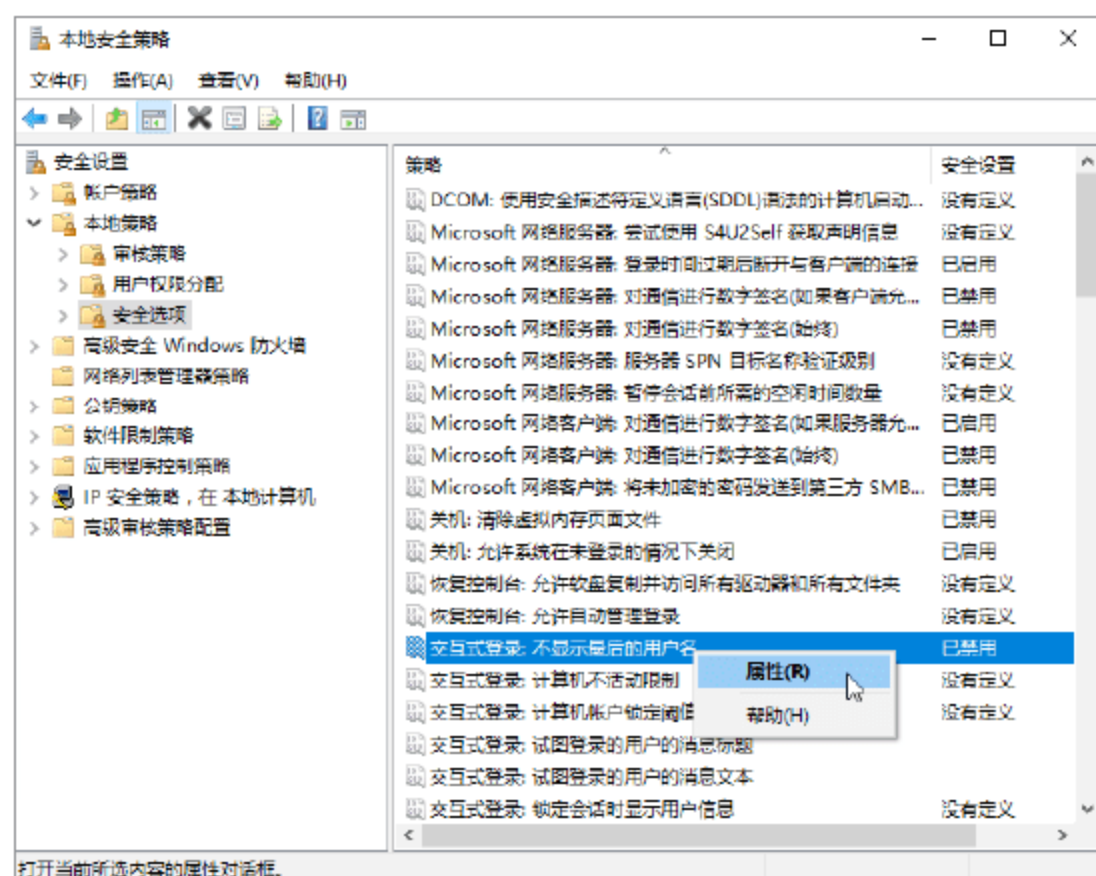 本地安全策略
文件(F) 操作(A) 查看(V) 帮助(H)
安全设置
帐户策略
本地策略
审核策略
用户权限分配
安全选项
高级安全 Windows 防火墙
网络列表管理器策略
公钥策略
软件限制策略
应用程序控制策略
IP 安全策略，在 本地计算机
高级审核策略配置
策略 安全设置
DCOM: 使用安全描述符定义语言(SDDL)语法的计算机启动... 没有定义
Microsoft 网络服务器: 尝试使用 S4U2Self 获取声明信息 没有定义
Microsoft 网络服务器: 登录时间过期后断开与客户端的连接 已启用
Microsoft 网络服务器: 对通信进行数字签名(如果客户端允... 已禁用
Microsoft 网络服务器: 对通信进行数字签名(始终) 已禁用
Microsoft 网络服务器: 服务器 SPN 目标名称验证级别 没有定义
Microsoft 网络服务器: 暂停会话前所需的空闲时间数量 没有定义
Microsoft 网络客户端: 对通信进行数字签名(如果服务器允... 已启用
Microsoft 网络客户端: 对通信进行数字签名(始终) 已禁用
Microsoft 网络客户端: 将未加密的密码发送到第三方 SMB... 已禁用
关机: 清除虚拟内存页面文件 已禁用
关机: 允许系统在未登录的情况下关闭 已启用
恢复控制台: 允许软盘复制并访问所有驱动器和所有文件夹 没有定义
恢复控制台: 允许自动管理登录 没有定义
交互式登录: 不显示最后的用户名 已禁用
交互式登录: 计算机不活动限制 没有定义
交互式登录: 计算机帐户锁定阈值 没有定义
交互式登录: 试图登录的用户的消息标题
交互式登录: 试图登录的用户的消息文本
交互式登录: 锁定会话时显示用户信息 没有定义
属性(R)
帮助(H)
打开当前所选内容的属性对话框。